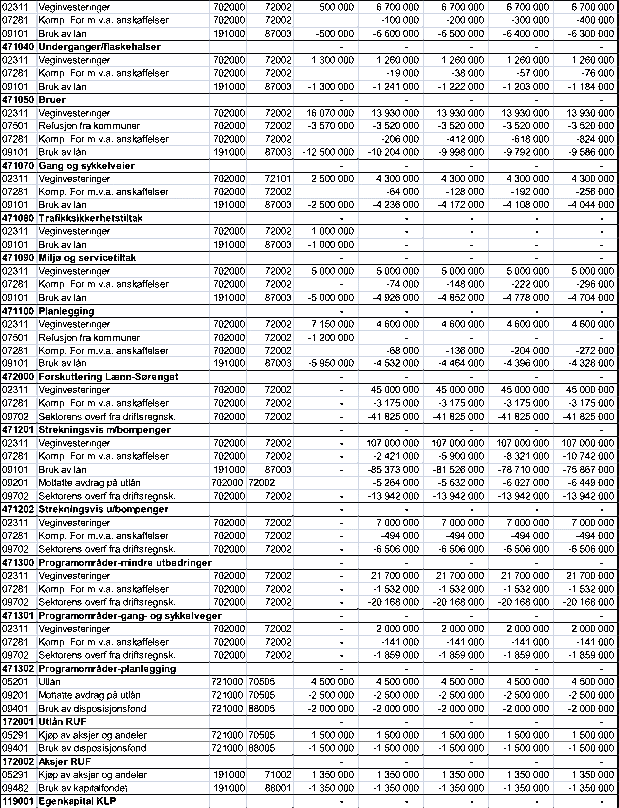 02311 Veginvesteringer 702000 72002 500 000 6 700 000 6 700 000 6 700 000 6 700 000
07281 Komp. For m.v.a. anskaffelser 702000 72002 -100 000 -200 000 -300 000 -400 000
09101 Bruk av lån 191000 87003 -500 000 -6 600 000 -6 500 000 -6 400 000 -6 300 000
471040 Underganger/flaskehalser - - - - -
02311 Veginvesteringer 702000 72002 1 300 000 1 260 000 1 260 000 1 260 000 1 260 000
07281 Komp. For m.v.a. anskaffelser 702000 72002 -19 000 -38 000 -57 000 -76 000
09101 Bruk av lån 191000 87003 -1 300 000 -1 241 000 -1 222 000 -1 203 000 -1 184 000
471050 Bruer - - - - -
02311 Veginvesteringer 702000 72002 16 070 000 13 930 000 13 930 000 13 930 000 13 930 000
07501 Refusjon fra kommuner 702000 72002 -3 570 000 -3 520 000 -3 520 000 -3 520 000 -3 520 000
07281 Komp. For m.v.a. anskaffelser 702000 72002 -206 000 -412 000 -618 000 -824 000
09101 Bruk av lån 191000 87003 -12 500 000 -10 204 000 -9 998 000 -9 792 000 -9 586 000
471070 Gang og sykkelveier - - - - -
02311 Veginvesteringer 702000 72101 2 500 000 4 300 000 4 300 000 4 300 000 4 300 000
07281 Komp. For m.v.a. anskaffelser 702000 72002 -64 000 -128 000 -192 000 -256 000
09101 Bruk av lån 191000 87003 -2 500 000 -4 236 000 -4 172 000 -4 108 000 -4 044 000
471080 Trafikksikkerhetstiltak - - - - -
02311 Veginvesteringer 702000 72002 1 000 000 - - - -
09101 Bruk av lån 191000 87003 -1 000 000 - - - -
471090 Miljø og servicetiltak - - - - -
02311 Veginvesteringer 702000 72002 5 000 000 5 000 000 5 000 000 5 000 000 5 000 000
07281 Komp. For m.v.a. anskaffelser 702000 72002 -74 000 -148 000 -222 000 -296 000
09101 Bruk av lån 191000 87003 -5 000 000 -4 926 000 -4 852 000 -4 778 000 -4 704 000
471100 Planlegging - - - - -
02311 Veginvesteringer 702000 72002 7 150 000 4 600 000 4 600 000 4 600 000 4 600 000
07501 Refusjon fra kommuner 702000 72002 -1 200 000
07281 Komp. For m.v.a. anskaffelser 702000 72002 -68 000 -136 000 -204 000 -272 000
09101 Bruk av lån 191000 87003 -5 950 000 -4 532 000 -4 464 000 -4 396 000 -4 328 000
472000 Forskuttering Lønn-Sørenget - - - - -
02311 Veginvesteringer 702000 72002 - 45 000 000 45 000 000 45 000 000 45 000 000
07281 Komp. For m.v.a. anskaffelser 702000 72002 - -3 175 000 -3 175 000 -3 175 000 -3 175 000
09702 Sektorens overf fra driftsregnsk. 702000 72002 - -41 825 000 -41 825 000 -41 825 000 -41 825 000
471201 Strekningsvis m/bompenger - - - - -
02311 Veginvesteringer 702000 72002 - 107 000 000 107 000 000 107 000 000 107 000 000
07281 Komp. For m.v.a. anskaffelser 702000 72002 - -2 421 000 -5 900 000 -8 321 000 -10 742 000
09101 Bruk av lån 191000 87003 - -85 373 000 -81 526 000 -78 710 000 -75 867 000
09201 Mottatte avdrag på utlån 702000 72002 -5 264 000 -5 632 000 -6 027 000 -6 449 000
09702 Sektorens overf fra driftsregnsk. 702000 72002 - -13 942 000 -13 942 000 -13 942 000 -13 942 000
471202 Strekningsvis u/bompenger - - - - -
02311 Veginvesteringer 702000 72002 - 7 000 000 7 000 000 7 000 000 7 000 000
07281 Komp. For m.v.a. anskaffelser 702000 72002 - -494 000 -494 000 -494 000 -494 000
09702 Sektorens overf fra driftsregnsk. 702000 72002 - -6 506 000 -6 506 000 -6 506 000 -6 506 000
471300 Programområder-mindre utbedringer - - - - -
02311 Veginvesteringer 702000 72002 - 21 700 000 21 700 000 21 700 000 21 700 000
07281 Komp. For m.v.a. anskaffelser 702000 72002 - -1 532 000 -1 532 000 -1 532 000 -1 532 000
09702 Sektorens overf fra driftsregnsk. 702000 72002 - -20 168 000 -20 168 000 -20 168 000 -20 168 000
471301 Programområder-gang- og sykkelveger - - - - -
02311 Veginvesteringer 702000 72002 - 2 000 000 2 000 000 2 000 000 2 000 000
07281 Komp. For m.v.a. anskaffelser 702000 72002 - -141 000 -141 000 -141 000 -141 000
09702 Sektorens overf fra driftsregnsk. 702000 72002 - -1 859 000 -1 859 000 -1 859 000 -1 859 000
471302 Programområder-planlegging - - - - -
05201 Utlån 721000 70505 4 500 000 4 500 000 4 500 000 4 500 000 4 500 000
09201 Mottatte avdrag på utlån 721000 70505 -2 500 000 -2 500 000 -2 500 000 -2 500 000 -2 500 000
09401 Bruk av disposisjonsfond 721000 88005 -2 000 000 -2 000 000 -2 000 000 -2 000 000 -2 000 000
172001 Utlån RUF - - - - -
05291 Kjøp av aksjer og andeler 721000 70505 1 500 000 1 500 000 1 500 000 1 500 000 1 500 000
09401 Bruk av disposisjonsfond 721000 88005 -1 500 000 -1 500 000 -1 500 000 -1 500 000 -1 500 000
172002 Aksjer RUF - - - - -
05291 Kjøp av aksjer og andeler 191000 71002 1 350 000 1 350 000 1 350 000 1 350 000 1 350 000
09482 Bruk av kapitalfondet 191000 88001 -1 350 000 -1 350 000 -1 350 000 -1 350 000 -1 350 000
119001 Egenkapital KLP - - - - -